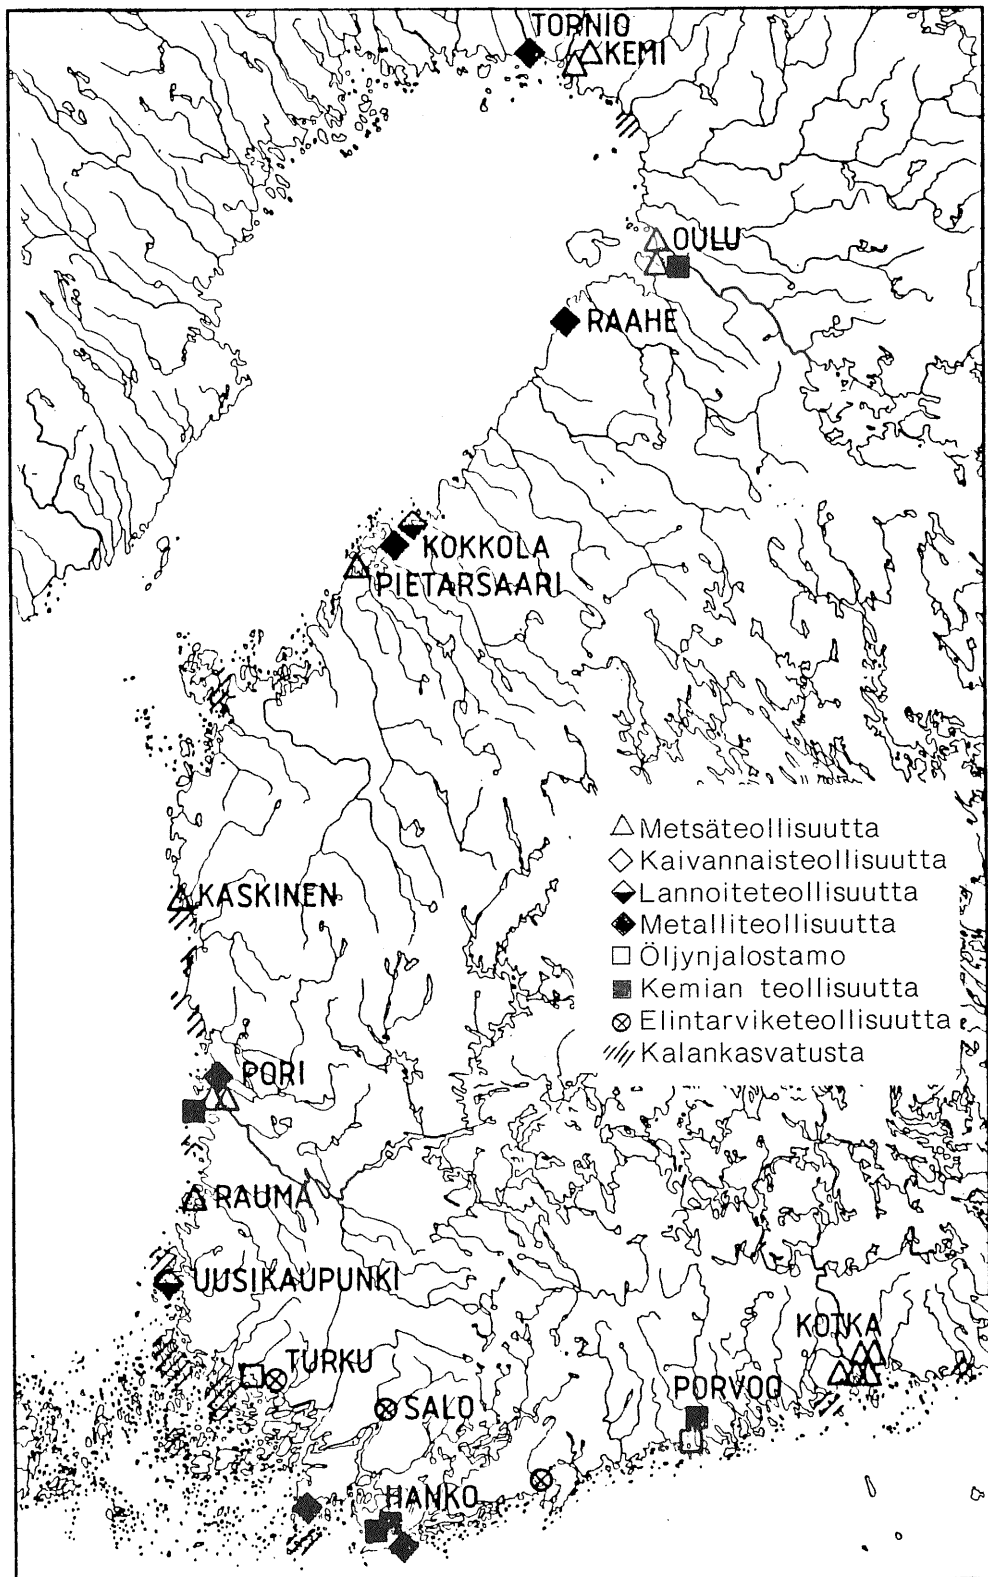 TORNIO
KEMI
OULU
RAAHE
KOKKOLA
PIETARSAARI
Metsäteollisuutta
Kaivannaisteollisuutta
KASKINEN
Lannoiteteollisuutta
Metalliteollisuutta
Öljynjalostamo
Kemian teollisuutta
Elintarviketeollisuutta
Kalankasvatusta
PORI
RAUMA
UUSIKAUPUNKI
KOTKA
TURKU
PORVOO
SALO
HANKO